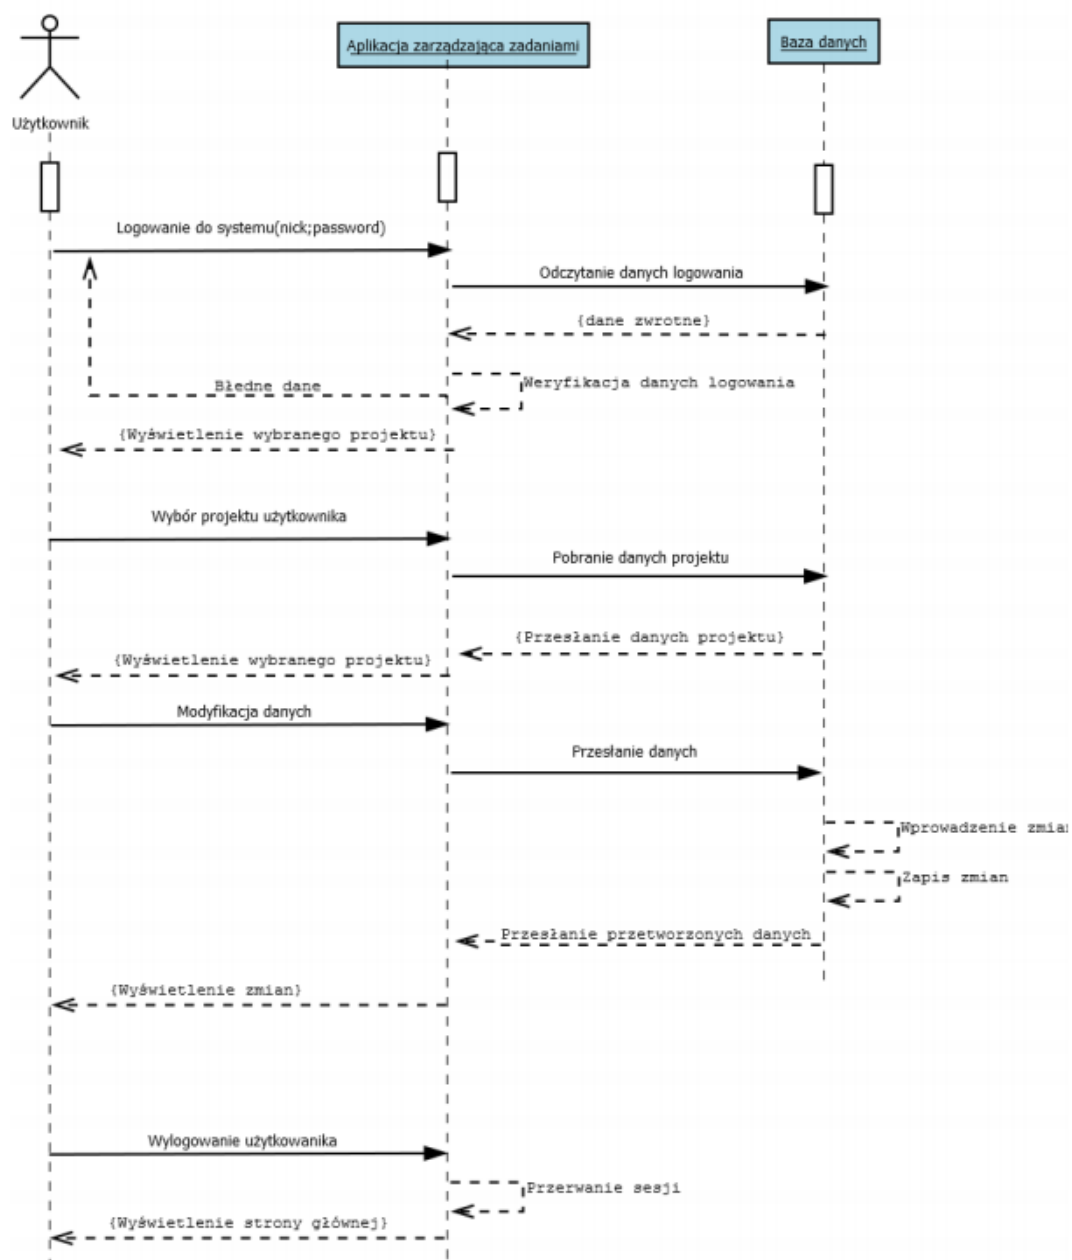 Aplikacja zarządzająca zadaniami
Baza danych
Użytkownik
Logowanie do systemu(nick;password)
Odczytanie danych logowania
{dane zwrotne}
Weryfikacja danych logowania
Błedne dane
{Wyświetlenie wybranego projektu}
Wybór projektu użytkownika
Pobranie danych projektu
{Przesłanie danych projektu}
{Wyświetlenie wybranego projektu}
Modyfikacja danych
Przesłanie danych
Wprowadzenie zmia
Zapis zmian
Przesłanie przetworzonych danych
{Wyświetlenie zmian}
Wylogowanie użytkowanika
Przerwanie sesji
{Wyświetlenie strony głównej}